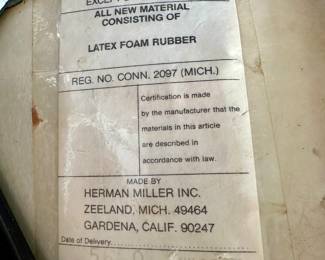 EXCEPT
ALL NEW MATERIAL
CONSISTING OF
LATEX FOAM RUBBER
REG. NO. CONN. 2097 (MICH.)
Certification is made
by the manufacturer that the
materials in this article
are described in
accordance with law.
MADE BY
HERMAN MILLER INC.
ZEELAND, MICH. 49464
GARDENA, CALIF. 90247
Date of Delivery